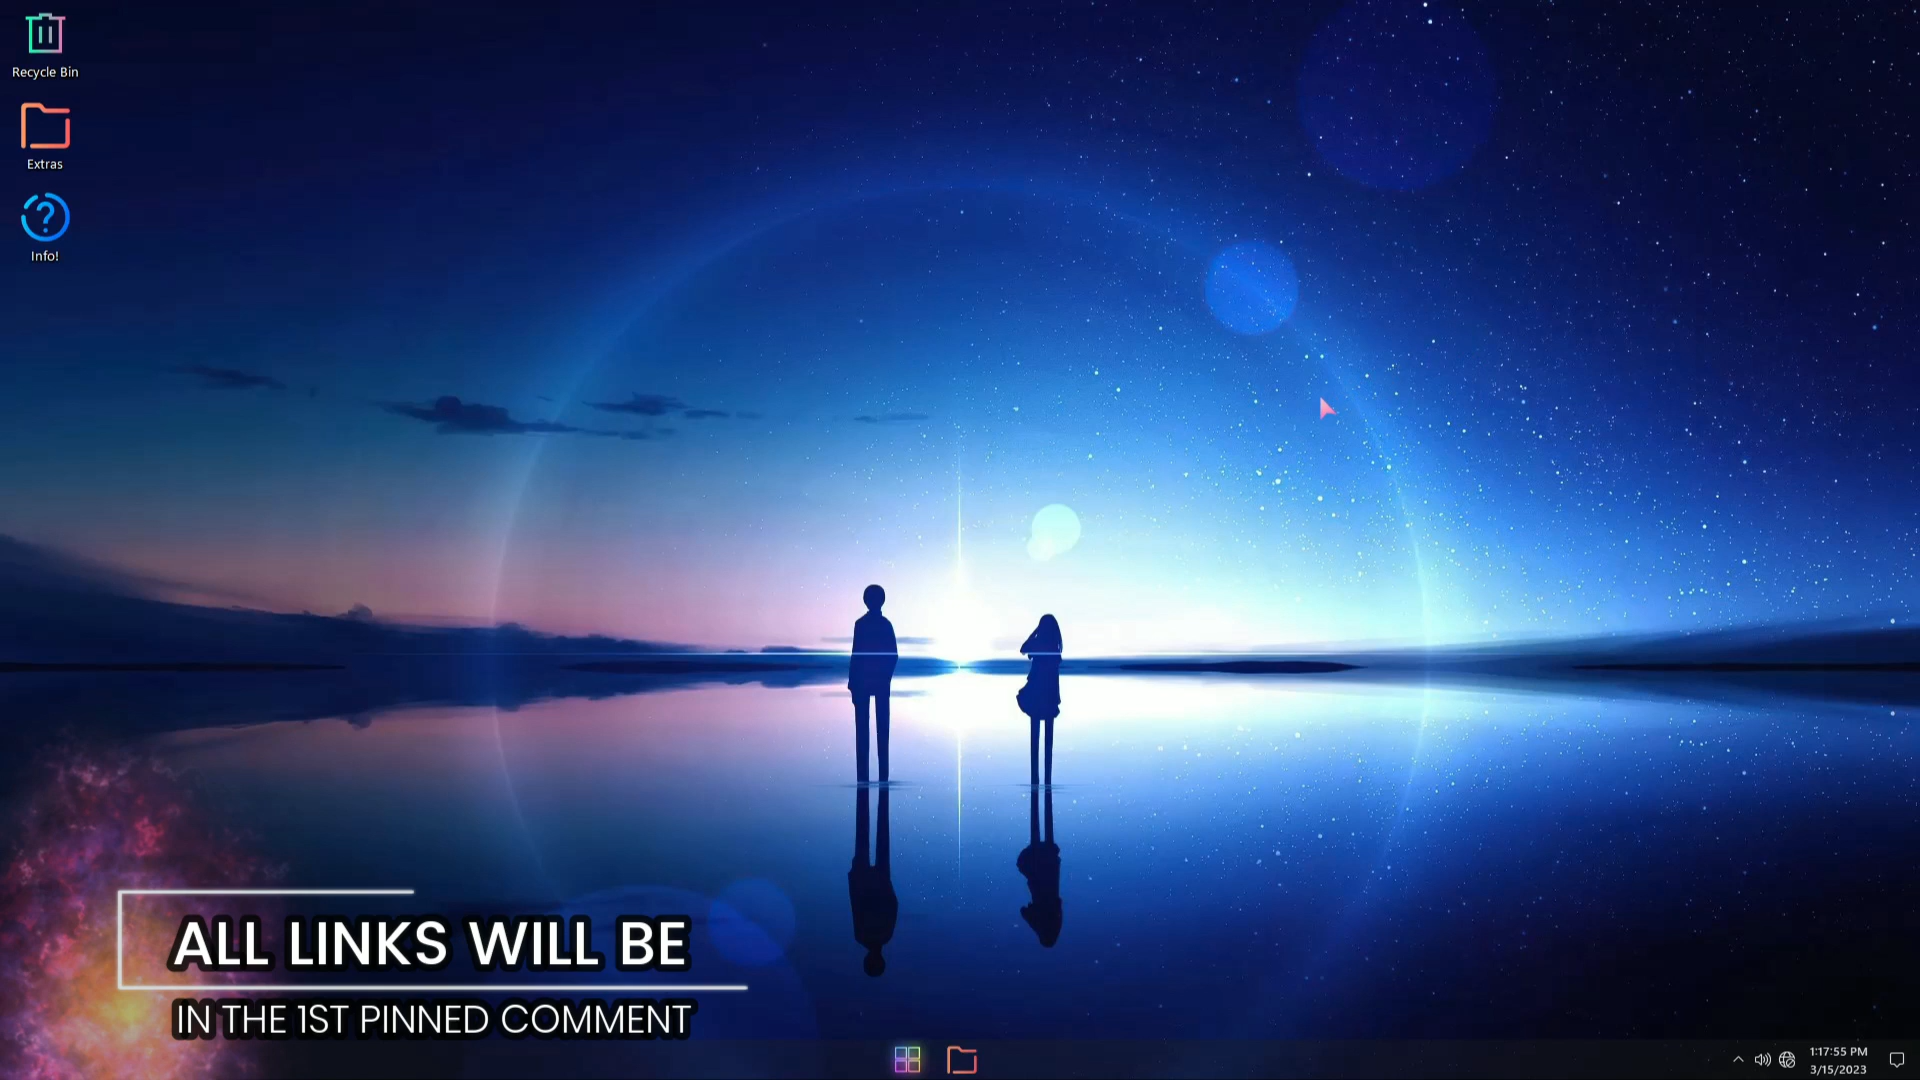 Recycle Bin
Extras
Info!
ALL LINKS WILL BE
IN THE 1ST PINNED COMMENT
1:17:55 PM
3/15/2023